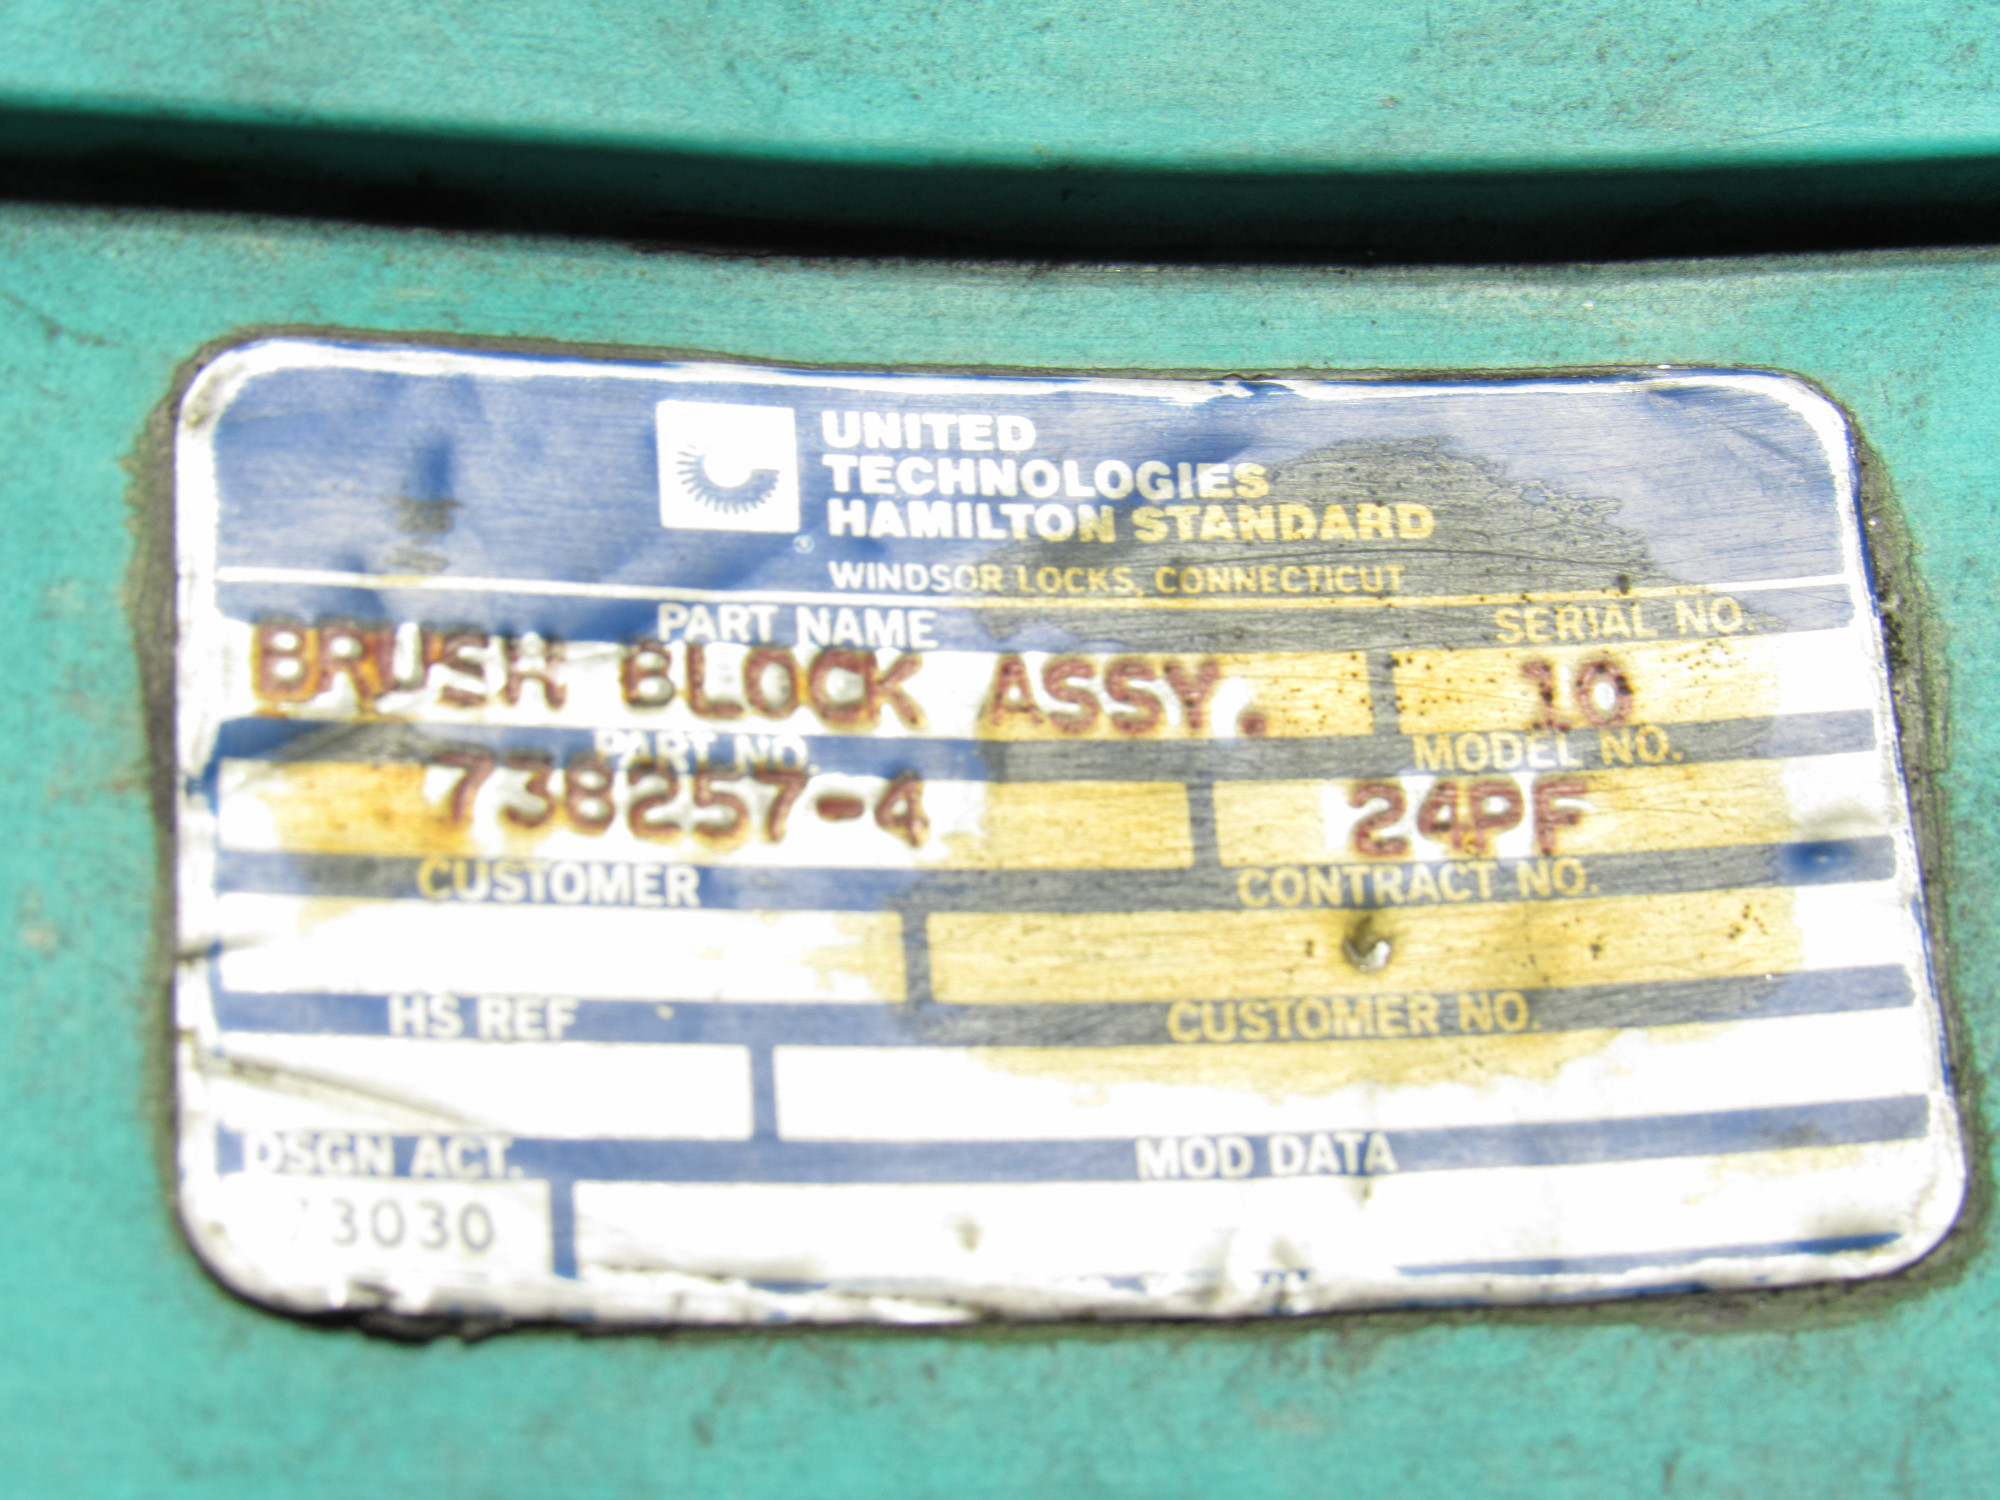 UNITED
TECHNOLOGIES
HAMILTON STANDARD
WINDSOR LOCKS, CONNECTICUT
PART NAME SERIAL NO.
BRUSH BLOCK ASSY. 10
PART NO. MODEL NO.
738257-4 24PF
CUSTOMER CONTRACT NO.
HS REF CUSTOMER NO.
DSGN ACT. MOD DATA
73030